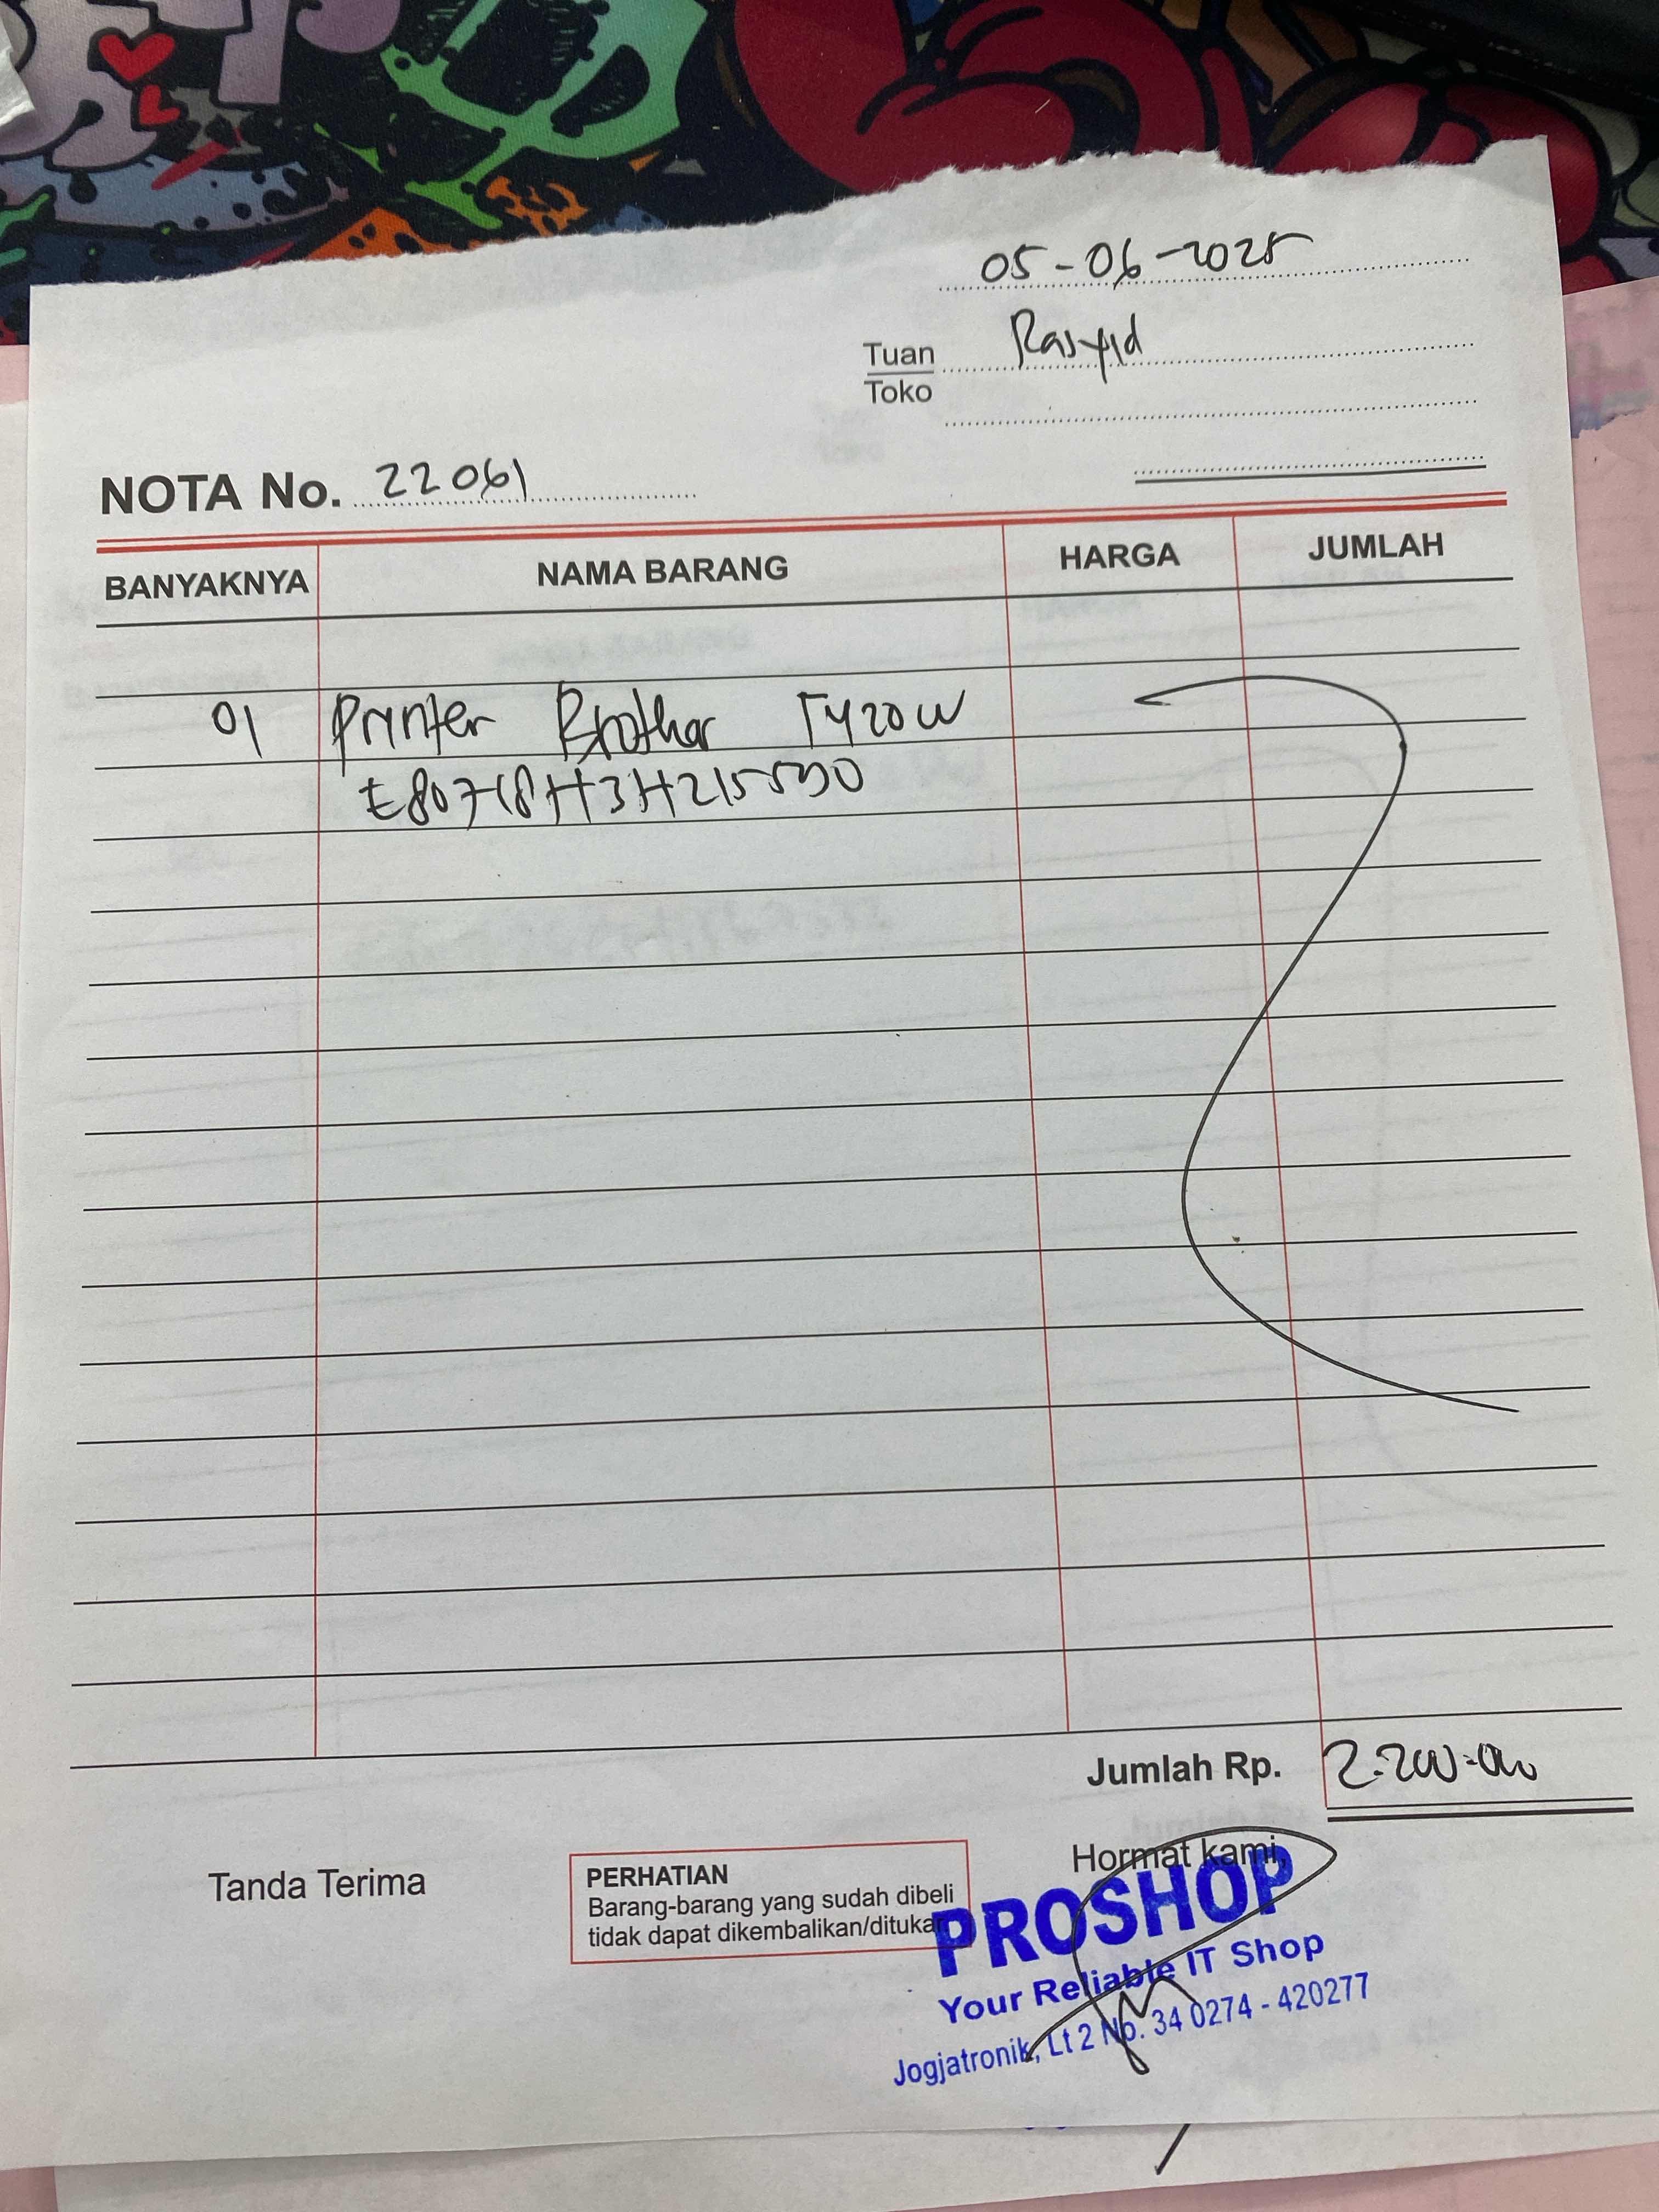 05-06-2025
Tuan Rasyid
Toko
NOTA No. 22061
BANYAKNYA NAMA BARANG HARGA JUMLAH
01 Printer Brother T420W
E80718H3H215530
Jumlah Rp. 2.200.000
Tanda Terima
PERHATIAN
Barang-barang yang sudah dibeli
tidak dapat dikembalikan/ditukar
Hormat kami,
PROSHOP
Your Reliable IT Shop
Jogjatronik, Lt 2 No. 34 0274 - 420277